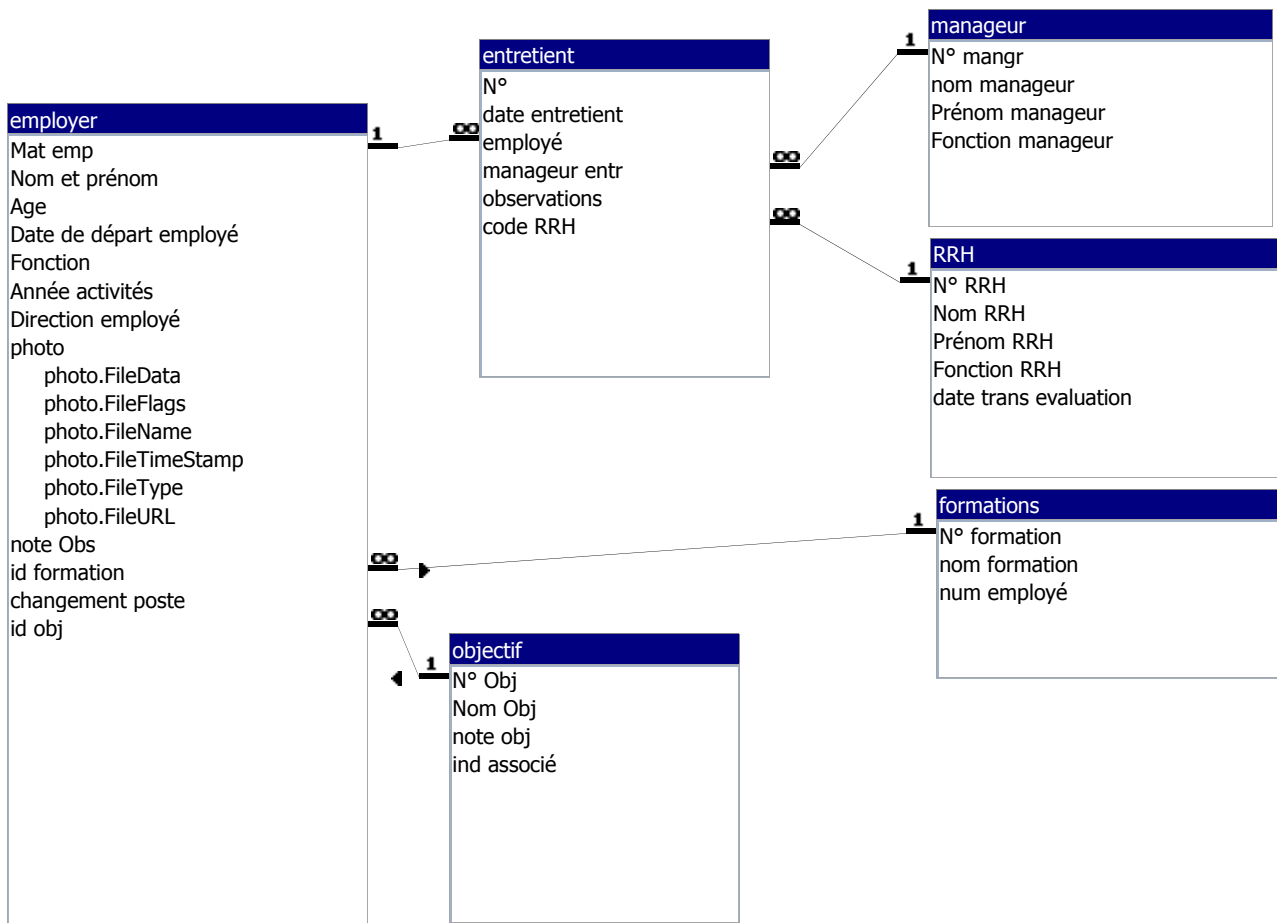 employer
Mat emp
Nom et prénom
Age
Date de départ employé
Fonction
Année activités
Direction employé
photo
photo.FileData
photo.FileFlags
photo.FileName
photo.FileTimeStamp
photo.FileType
photo.FileURL
note Obs
id formation
changement poste
id obj
1
∞
entretient
N°
date entretient
employé
manageur entr
observations
code RRH
∞
1
∞
1
manageur
N° mangr
nom manageur
Prénom manageur
Fonction manageur
RRH
N° RRH
Nom RRH
Prénom RRH
Fonction RRH
date trans evaluation
∞
1
formations
N° formation
nom formation
num employé
∞
1
objectif
N° Obj
Nom Obj
note obj
ind associé